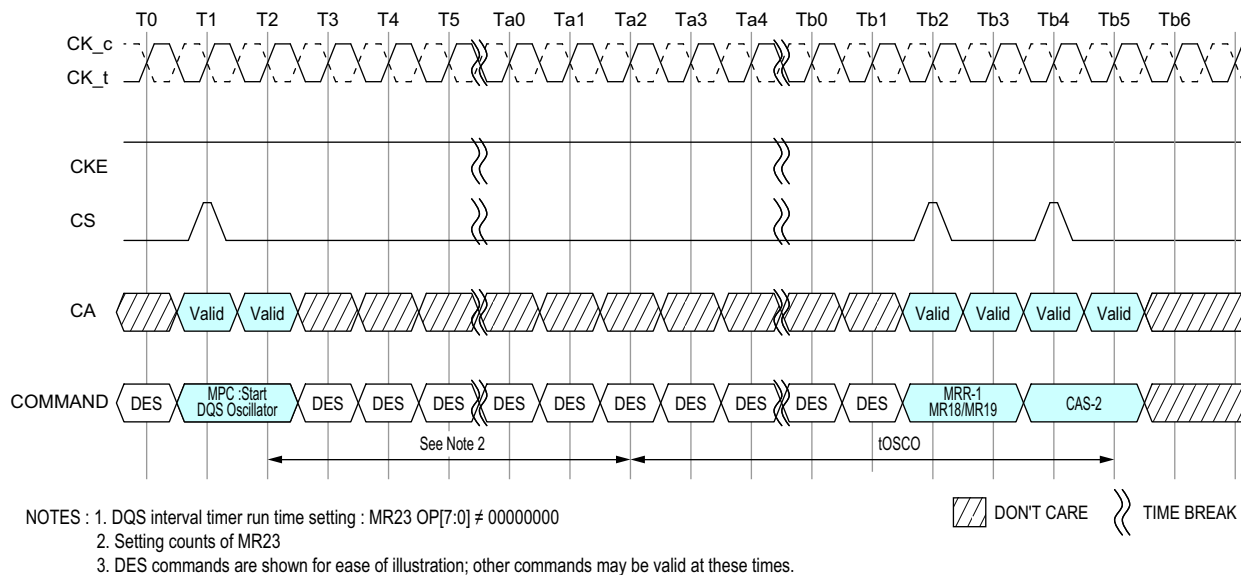 T0 T1 T2 T3 T4 T5 Ta0 Ta1 Ta2 Ta3 Ta4 Tb0 Tb1 Tb2 Tb3 Tb4 Tb5 Tb6
CK_c
CK_t
CKE
CS
CA Valid Valid Valid Valid Valid Valid
COMMAND DES MPC :Start DQS Oscillator DES DES DES DES DES DES DES DES DES DES MRR-1 MR18/MR19 CAS-2
See Note 2 tOSCO
NOTES : 1. DQS interval timer run time setting : MR23 OP[7:0] ≠ 00000000
2. Setting counts of MR23
3. DES commands are shown for ease of illustration; other commands may be valid at these times.
DON'T CARE TIME BREAK